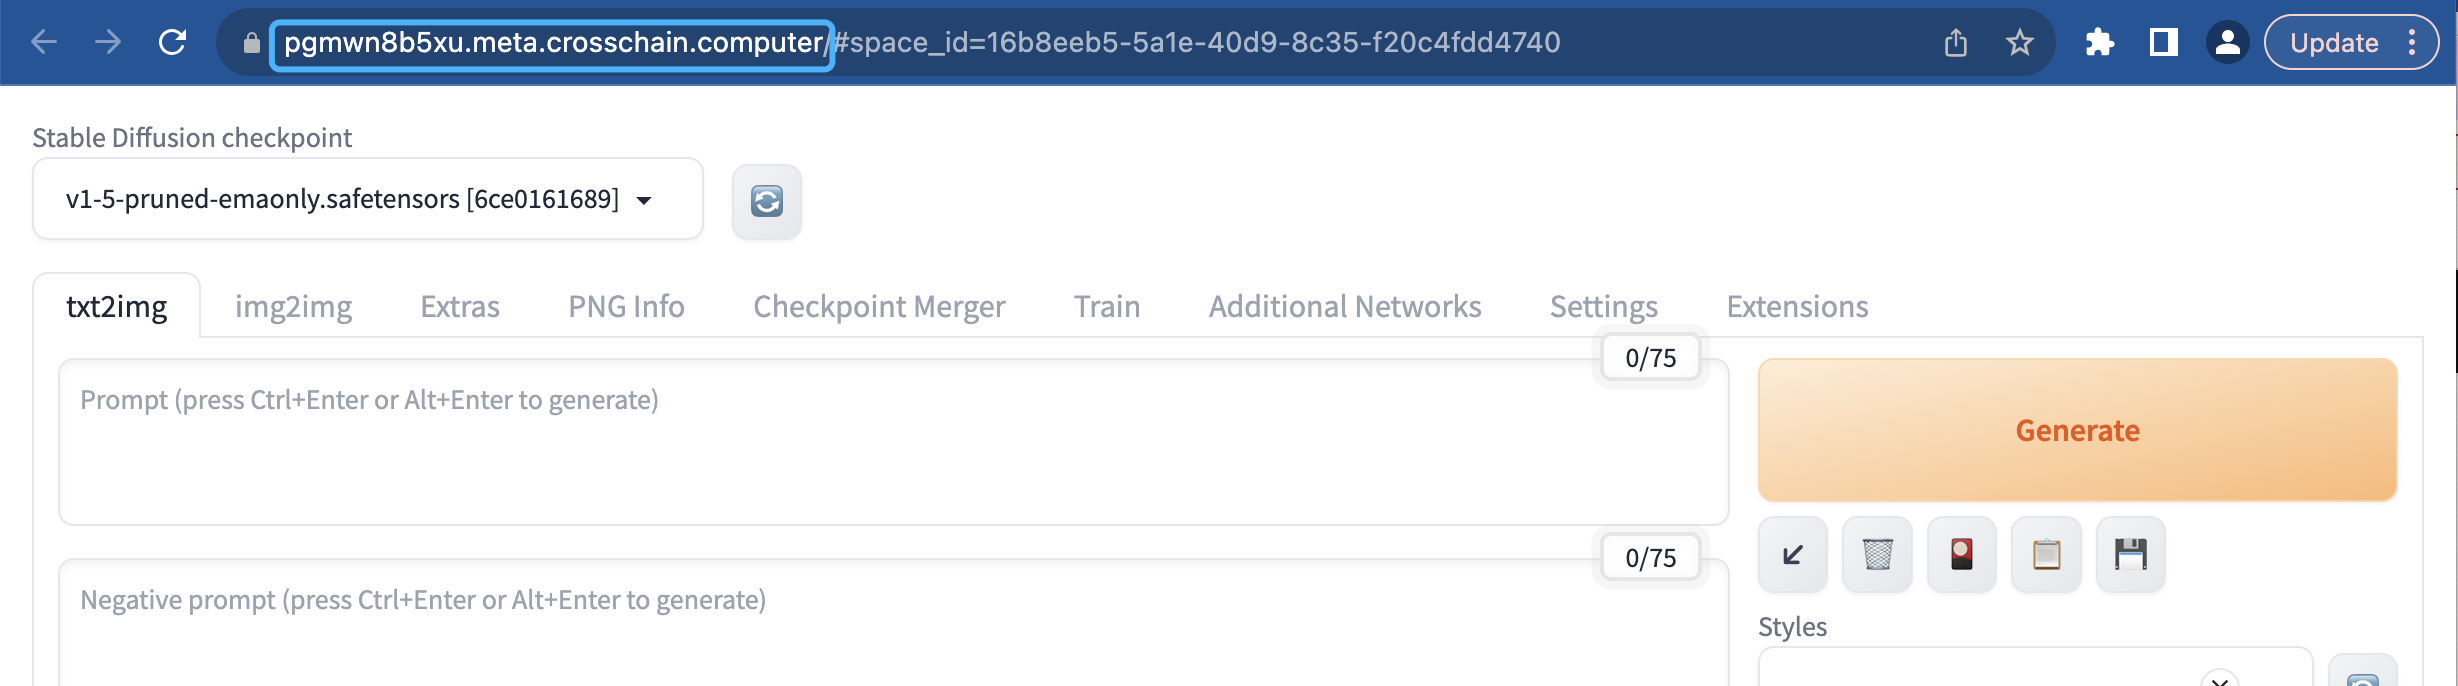 pgmwn8b5xu.meta.crosschain.computer/#space_id=16b8eeb5-5a1e-40d9-8c35-f20c4fdd4740
Update
Stable Diffusion checkpoint
v1-5-pruned-emaonly.safetensors [6ce0161689]
txt2img img2img Extras PNG Info Checkpoint Merger Train Additional Networks Settings Extensions
0/75
Prompt (press Ctrl+Enter or Alt+Enter to generate)
Generate
0/75
Negative prompt (press Ctrl+Enter or Alt+Enter to generate)
Styles